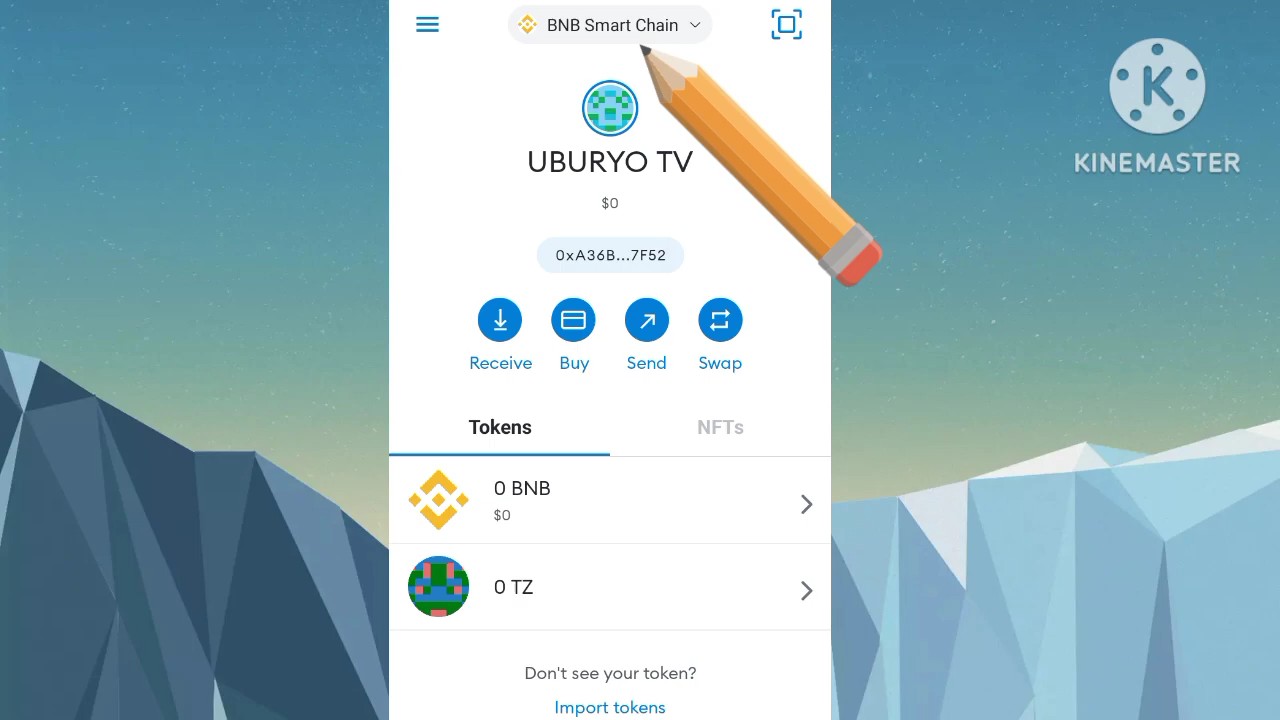 BNB Smart Chain
K
KINEMASTER
UBURYO TV
$0
0xA36B...7F52
Receive Buy Send Swap
Tokens NFTs
0 BNB
$0
0 TZ
Don't see your token?
Import tokens